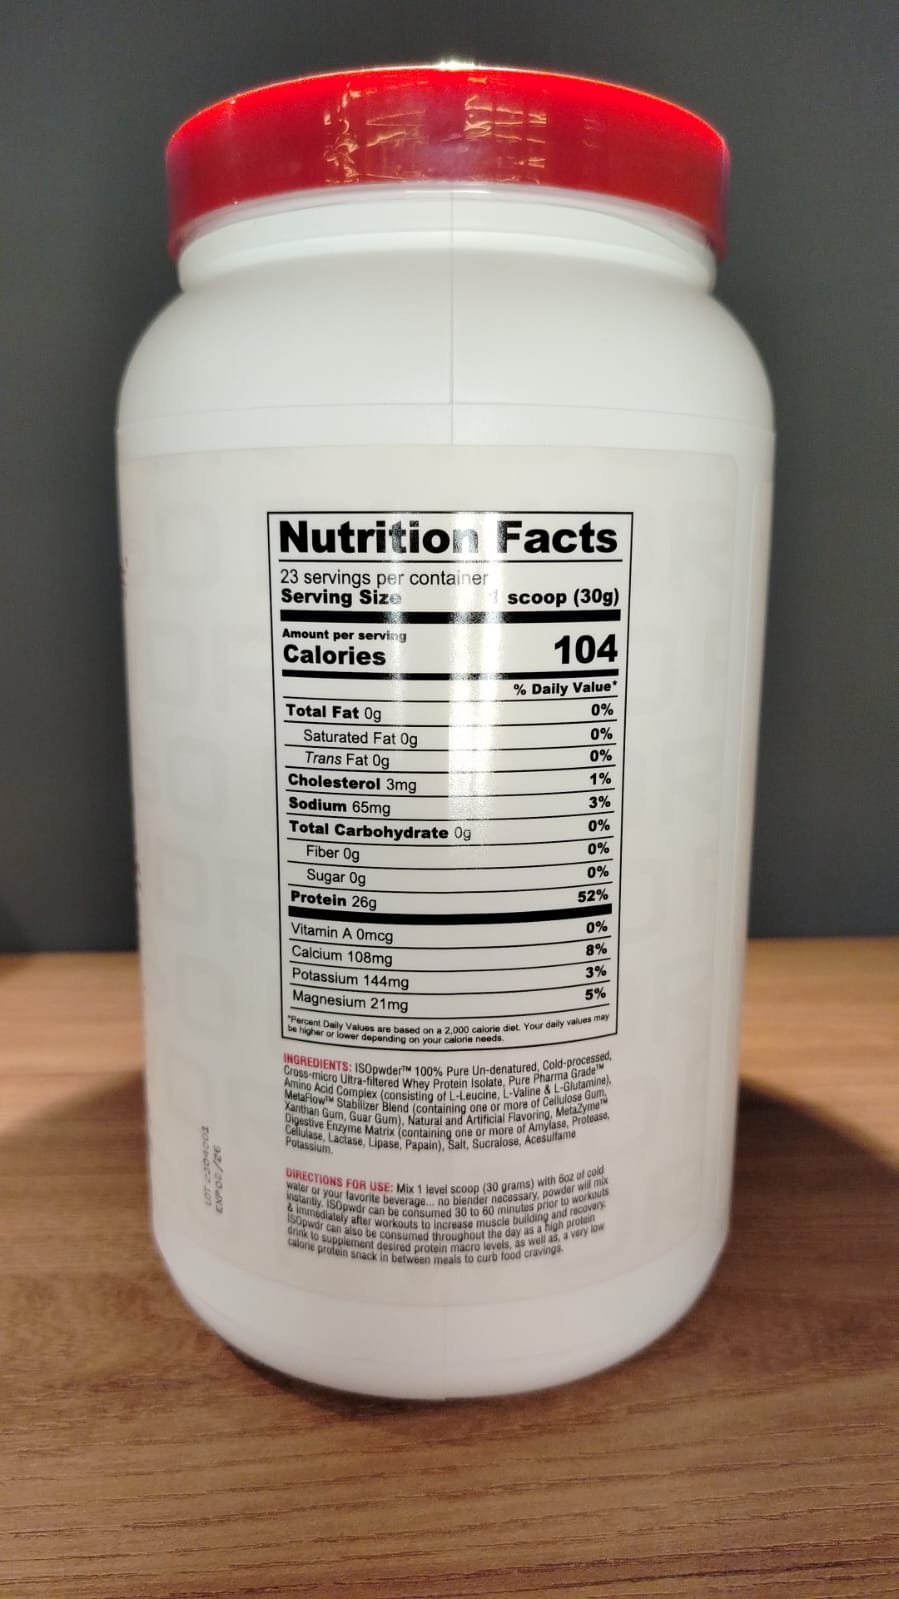 Nutrition Facts
23 servings per container
Serving Size 1 scoop (30g)
Amount per serving
Calories 104
% Daily Value*
Total Fat 0g 0%
Saturated Fat 0g 0%
Trans Fat 0g 0%
Cholesterol 3mg 1%
Sodium 65mg 3%
Total Carbohydrate 0g 0%
Fiber 0g 0%
Sugar 0g 0%
Protein 26g 52%
Vitamin A 0mcg 0%
Calcium 108mg 8%
Potassium 144mg 3%
Magnesium 21mg 5%
*Percent Daily Values are based on a 2,000 calorie diet. Your daily values may
be higher or lower depending on your calorie needs.
INGREDIENTS: ISOpwder™ 100% Pure Un-denatured, Cold-processed,
Cross-micro Ultra-filtered Whey Protein Isolate, Pure Pharma Grade™
Amino Acid Complex (consisting of L-Leucine, L-Valine & L-Glutamine),
MetaFlow™ Stabilizer Blend (containing one or more of Cellulose Gum,
Xanthan Gum, Guar Gum), Natural and Artificial Flavoring, MetaZyme™
Digestive Enzyme Matrix (containing one or more of Amylase, Protease,
Cellulase, Lactase, Lipase, Papain), Salt, Sucralose, Acesulfame
Potassium.
DIRECTIONS FOR USE: Mix 1 level scoop (30 grams) with 6oz of cold
water or your favorite beverage... no blender necessary, powder will mix
instantly. ISOpwdr can be consumed 30 to 60 minutes prior to workouts
& immediately after workouts to increase muscle building and recovery.
ISOpwdr can also be consumed throughout the day as a high protein
drink to supplement desired protein macro levels, as well as, a very low
calorie protein snack in between meals to curb food cravings.
LOT 2304001
EXP 02/26